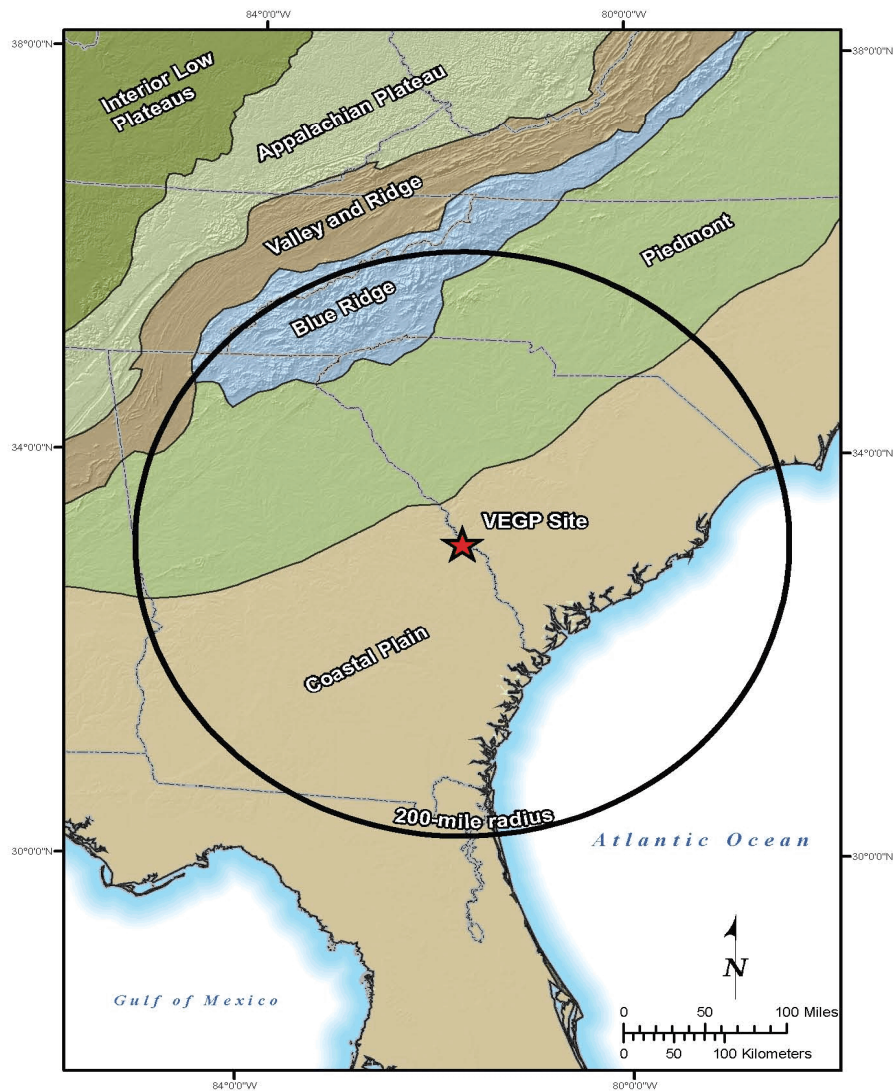 84°0'0"W
80°0'0"W
38°0'0"N
38°0'0"N
Interior Low
Plateaus
Appalachian Plateau
Valley and Ridge
Piedmont
Blue Ridge
34°0'0"N
34°0'0"N
VEGP Site
Coastal Plain
200-mile radius
Atlantic Ocean
30°0'0"N
30°0'0"N
N
Gulf of Mexico
0 50 100 Miles
0 50 100 Kilometers
84°0'0"W
80°0'0"W